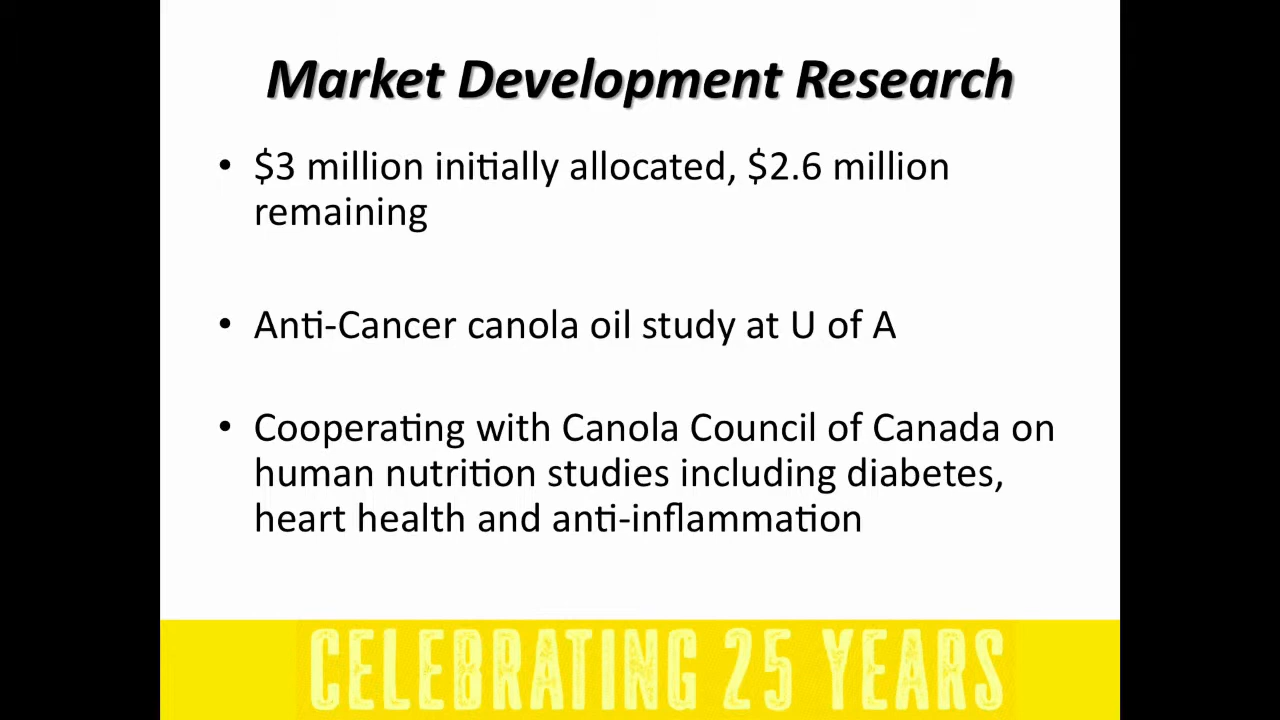 Market Development Research
• $3 million initially allocated, $2.6 million
remaining
• Anti-Cancer canola oil study at U of A
• Cooperating with Canola Council of Canada on
human nutrition studies including diabetes,
heart health and anti-inflammation
CELEBRATING 25 YEARS